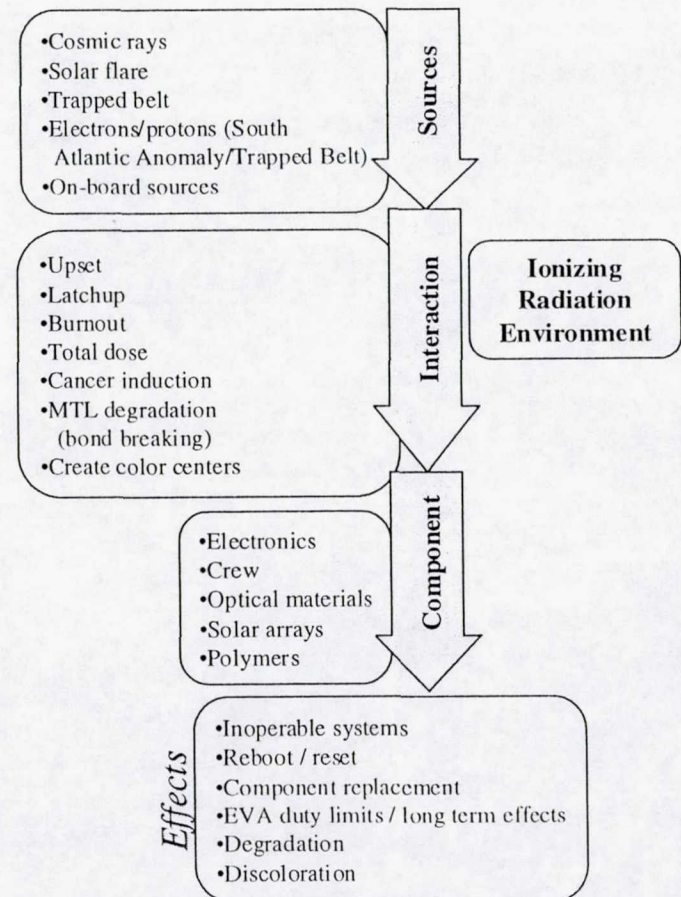 •Cosmic rays
•Solar flare
•Trapped belt
•Electrons/protons (South
Atlantic Anomaly/Trapped Belt)
•On-board sources
Sources
•Upset
•Latchup
•Burnout
•Total dose
•Cancer induction
•MTL degradation
(bond breaking)
•Create color centers
Interaction
Ionizing
Radiation
Environment
•Electronics
•Crew
•Optical materials
•Solar arrays
•Polymers
Component
Effects
•Inoperable systems
•Reboot / reset
•Component replacement
•EVA duty limits / long term effects
•Degradation
•Discoloration